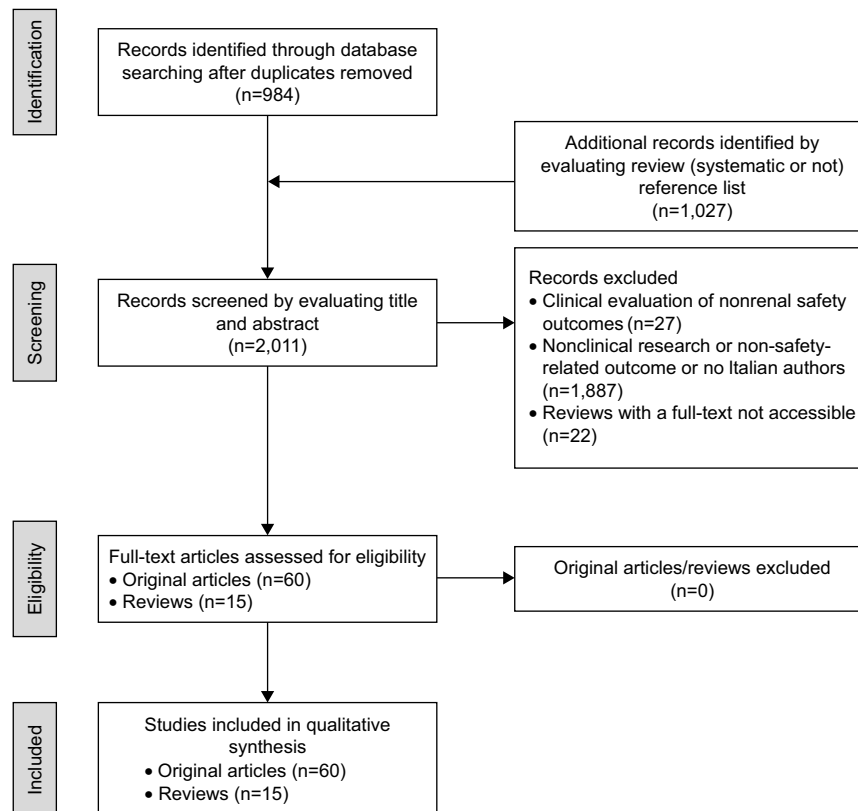 Identification
Records identified through database
searching after duplicates removed
(n=984)
Additional records identified by
evaluating review (systematic or not)
reference list
(n=1,027)
Screening
Records screened by evaluating title
and abstract
(n=2,011)
Records excluded
• Clinical evaluation of nonrenal safety
outcomes (n=27)
• Nonclinical research or non-safety-
related outcome or no Italian authors
(n=1,887)
• Reviews with a full-text not accessible
(n=22)
Eligibility
Full-text articles assessed for eligibility
• Original articles (n=60)
• Reviews (n=15)
Original articles/reviews excluded
(n=0)
Included
Studies included in qualitative
synthesis
• Original articles (n=60)
• Reviews (n=15)